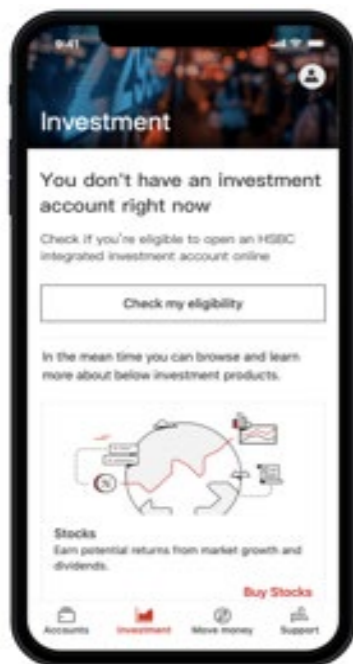 9:41
Investment
You don't have an investment
account right now
Check if you're eligible to open an HSBC
integrated investment account online
Check my eligibility
In the mean time you can browse and learn
more about below investment products.
Stocks
Earn potential returns from market growth and
dividends.
Buy Stocks
Accounts
Investment
Move money
Support